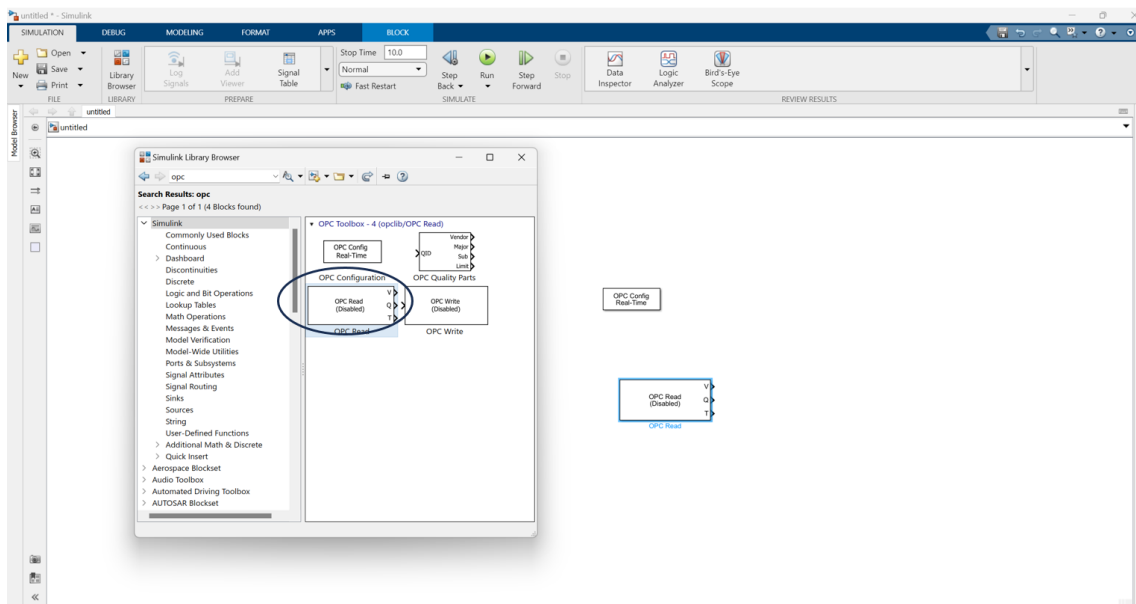 untitled * - Simulink
SIMULATION DEBUG MODELING FORMAT APPS BLOCK
New
Open
Save
Print
FILE
Library Browser
LIBRARY
Log Signals
Add Viewer
Signal Table
PREPARE
Stop Time 10.0
Normal
Fast Restart
Step Back
Run
Step Forward
Stop
SIMULATE
Data Inspector
Logic Analyzer
Bird's-Eye Scope
REVIEW RESULTS
Model Browser
untitled
untitled
Simulink Library Browser
opc
Search Results: opc
<< >> Page 1 of 1 (4 Blocks found)
Simulink
Commonly Used Blocks
Continuous
Dashboard
Discontinuities
Discrete
Logic and Bit Operations
Lookup Tables
Math Operations
Messages & Events
Model Verification
Model-Wide Utilities
Ports & Subsystems
Signal Attributes
Signal Routing
Sinks
Sources
String
User-Defined Functions
Additional Math & Discrete
Quick Insert
Aerospace Blockset
Audio Toolbox
Automated Driving Toolbox
AUTOSAR Blockset
OPC Toolbox - 4 (opclib/OPC Read)
OPC Config
Real-Time
OPC Configuration
QID
Vendor
Major
Sub
Limit
OPC Quality Parts
OPC Read
(Disabled)
V
Q
T
OPC Read
OPC Write
(Disabled)
OPC Write
OPC Config
Real-Time
OPC Read
(Disabled)
V
Q
T
OPC Read